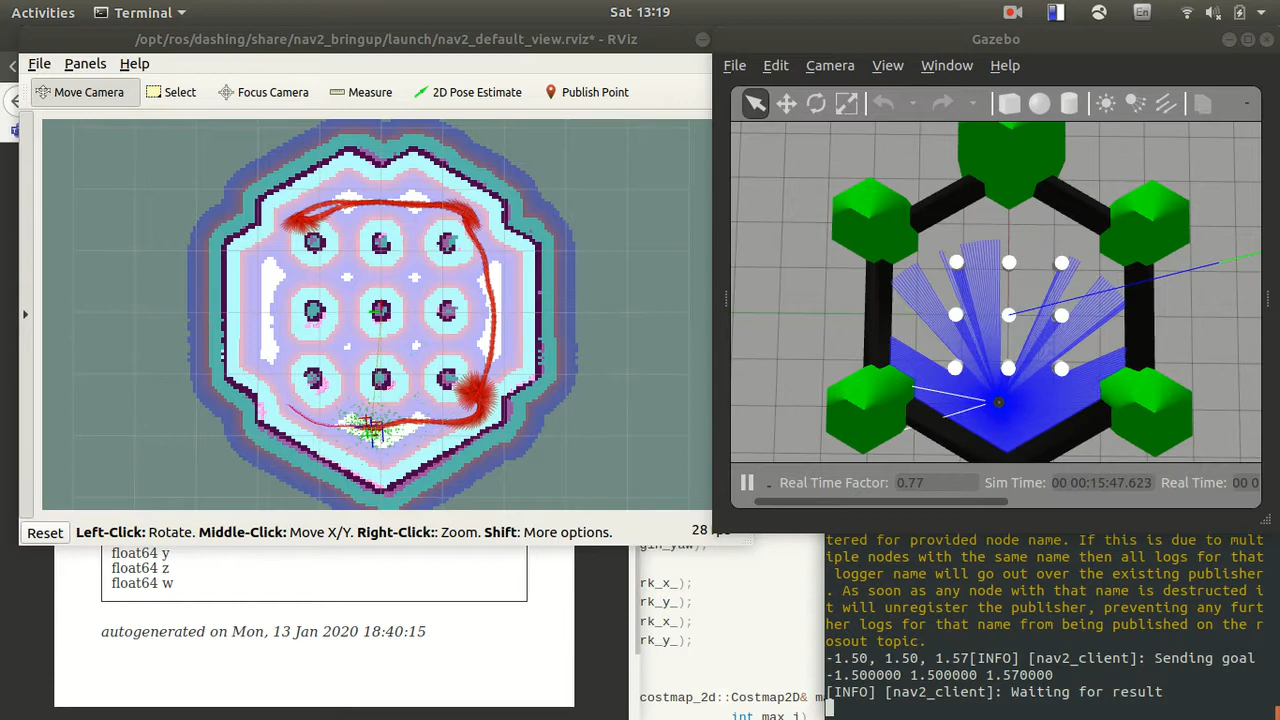 Activities
Terminal
Sat 13:19
En
/opt/ros/dashing/share/nav2_bringup/launch/nav2_default_view.rviz* - RViz
File Panels Help
Move Camera
Select
Focus Camera
Measure
2D Pose Estimate
Publish Point
Reset
Left-Click: Rotate. Middle-Click: Move X/Y. Right-Click:: Zoom. Shift: More options.
28
Gazebo
File Edit Camera View Window Help
Real Time Factor: 0.77 Sim Time: 00 00:15:47.623 Real Time: 00 0
float64 y
float64 z
float64 w
autogenerated on Mon, 13 Jan 2020 18:40:15
gin_yaw);
rk_x_);
rk_y_);
rk_x_);
rk_y_);
costmap_2d::Costmap2D& ma
int max_i)
tered for provided node name. If this is due to mult
iple nodes with the same name then all logs for that
logger name will go out over the existing publisher
. As soon as any node with that name is destructed i
t will unregister the publisher, preventing any furt
her logs for that name from being published on the r
osout topic.
-1.50, 1.50, 1.57[INFO] [nav2_client]: Sending goal
-1.500000 1.500000 1.570000
[INFO] [nav2_client]: Waiting for result